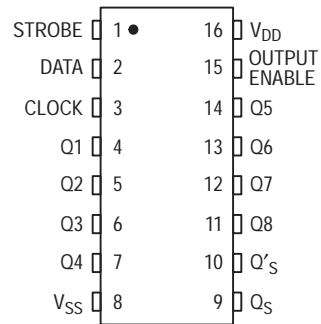 STROBE 1 16 VDD
DATA 2 15 OUTPUT ENABLE
CLOCK 3 14 Q5
Q1 4 13 Q6
Q2 5 12 Q7
Q3 6 11 Q8
Q4 7 10 Q′S
VSS 8 9 QS